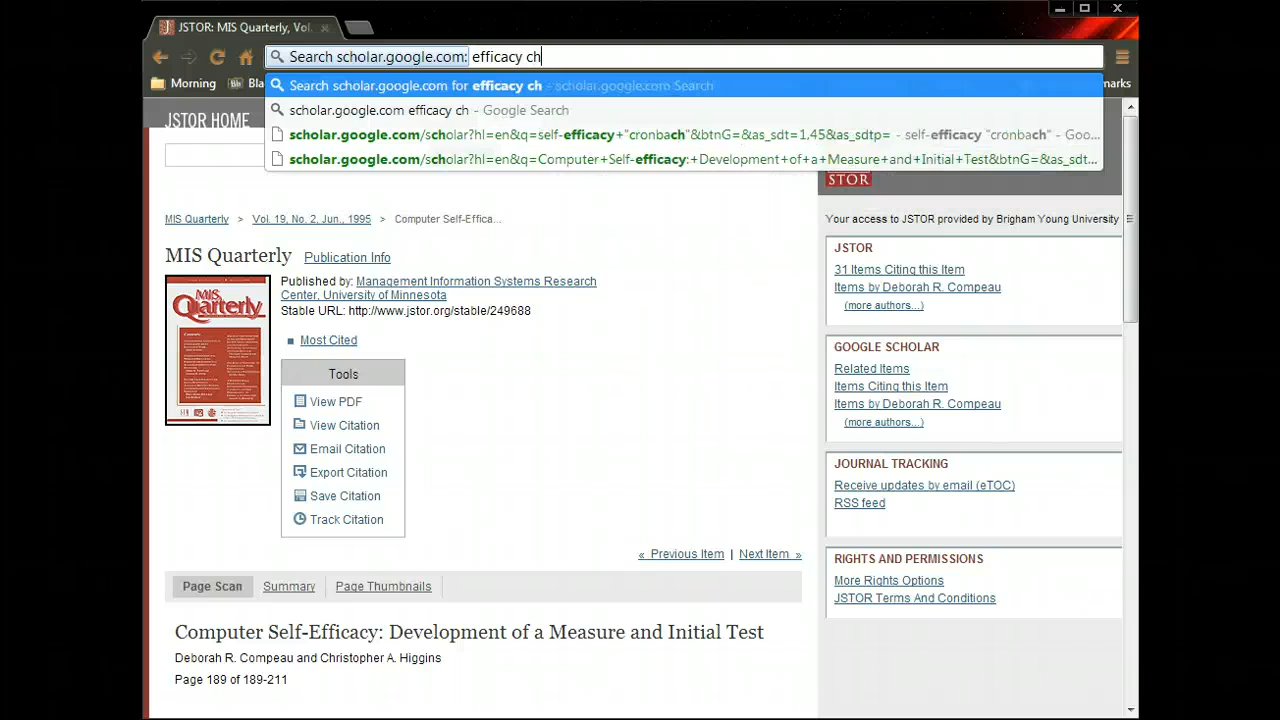 JSTOR: MIS Quarterly, Vol.
Search scholar.google.com: efficacy ch
Morning
Bla
marks
Search scholar.google.com for efficacy ch - scholar.google.com Search
scholar.google.com efficacy ch - Google Search
scholar.google.com/scholar?hl=en&q=self-efficacy+"cronbach"&btnG=&as_sdt=1.45&as_sdtp= - self-efficacy "cronbach" - Goo...
scholar.google.com/scholar?hl=en&q=Computer+Self-efficacy:+Development+of+a+Measure+and+Initial+Test&btnG=&as_sdt...
JSTOR HOME
STOR
Your access to JSTOR provided by Brigham Young University
MIS Quarterly > Vol. 19, No. 2, Jun., 1995 > Computer Self-Effica...
MIS Quarterly Publication Info
MIS
Quarterly
Published by: Management Information Systems Research
Center, University of Minnesota
Stable URL: http://www.jstor.org/stable/249688
Most Cited
Tools
View PDF
View Citation
Email Citation
Export Citation
Save Citation
Track Citation
« Previous Item | Next Item »
Page Scan
Summary
Page Thumbnails
Computer Self-Efficacy: Development of a Measure and Initial Test
Deborah R. Compeau and Christopher A. Higgins
Page 189 of 189-211
JSTOR
31 Items Citing this Item
Items by Deborah R. Compeau
(more authors...)
GOOGLE SCHOLAR
Related Items
Items Citing this Item
Items by Deborah R. Compeau
(more authors...)
JOURNAL TRACKING
Receive updates by email (eTOC)
RSS feed
RIGHTS AND PERMISSIONS
More Rights Options
JSTOR Terms And Conditions